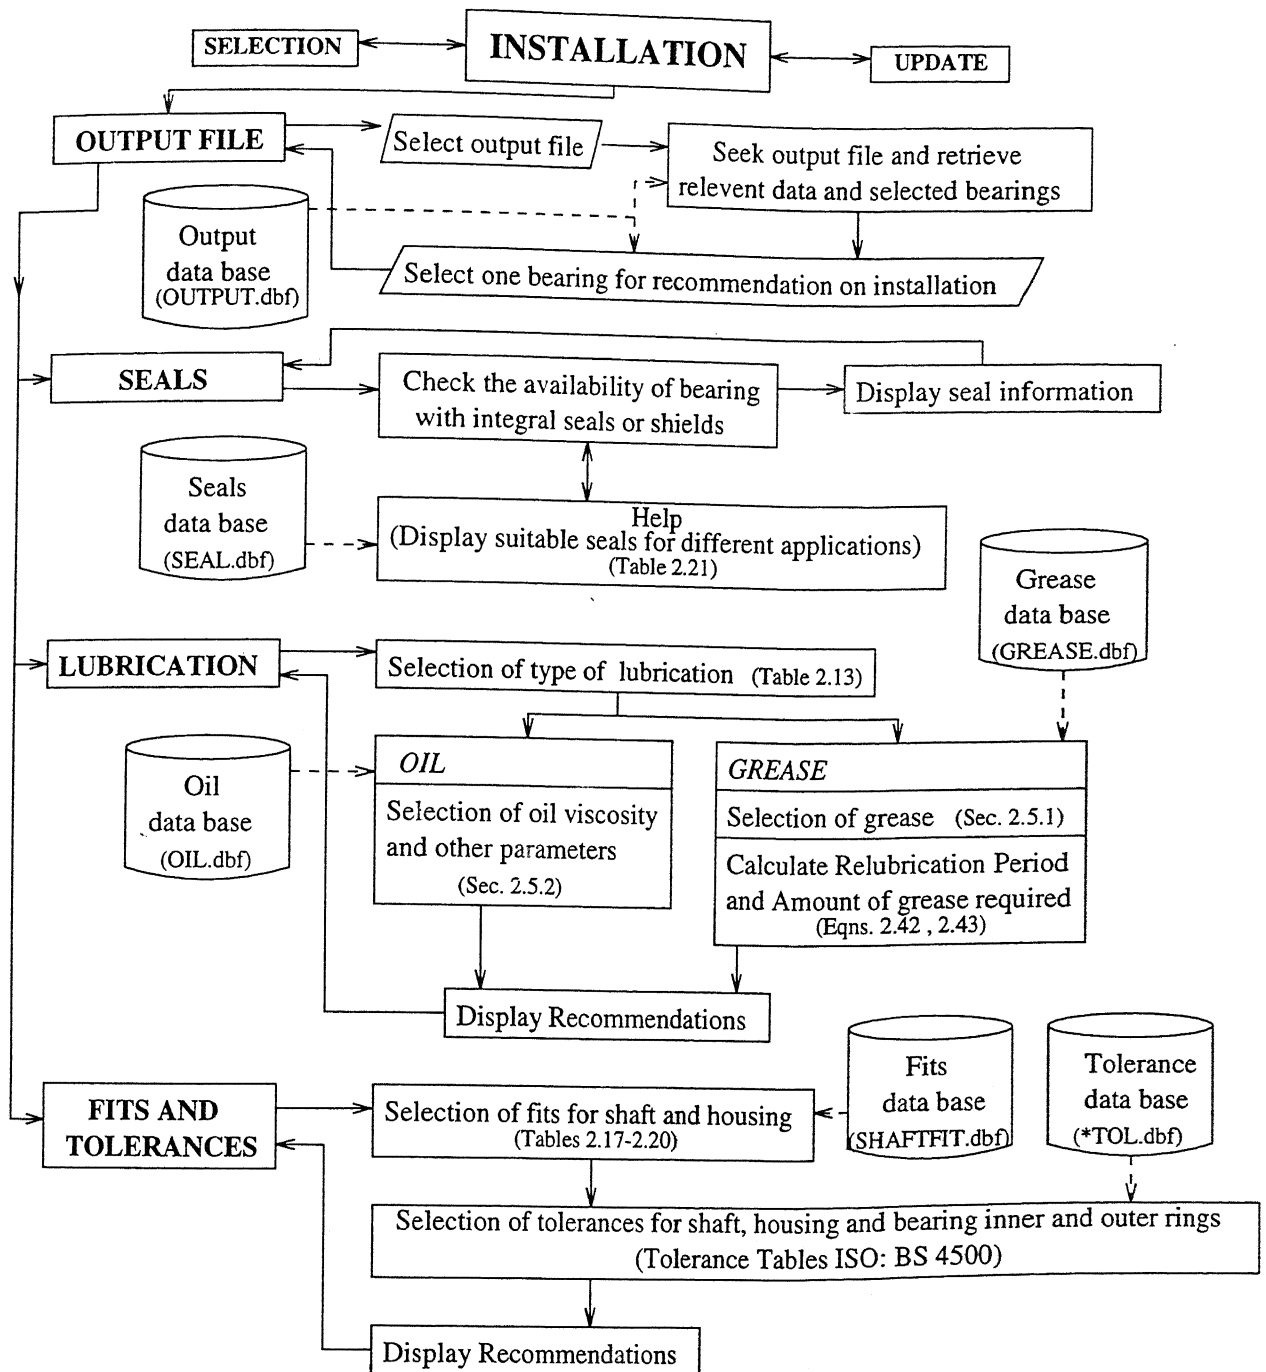 SELECTION
INSTALLATION
UPDATE
OUTPUT FILE
Select output file
Seek output file and retrieve
relevent data and selected bearings
Output
data base
(OUTPUT.dbf)
Select one bearing for recommendation on installation
SEALS
Check the availability of bearing
with integral seals or shields
Display seal information
Seals
data base
(SEAL.dbf)
Help
(Display suitable seals for different applications)
(Table 2.21)
Grease
data base
(GREASE.dbf)
LUBRICATION
Selection of type of lubrication (Table 2.13)
Oil
data base
(OIL.dbf)
OIL
Selection of oil viscosity
and other parameters
(Sec. 2.5.2)
GREASE
Selection of grease (Sec. 2.5.1)
Calculate Relubrication Period
and Amount of grease required
(Eqns. 2.42 , 2.43)
Display Recommendations
Fits
data base
(SHAFTFIT.dbf)
Tolerance
data base
(*TOL.dbf)
FITS AND
TOLERANCES
Selection of fits for shaft and housing
(Tables 2.17-2.20)
Selection of tolerances for shaft, housing and bearing inner and outer rings
(Tolerance Tables ISO: BS 4500)
Display Recommendations